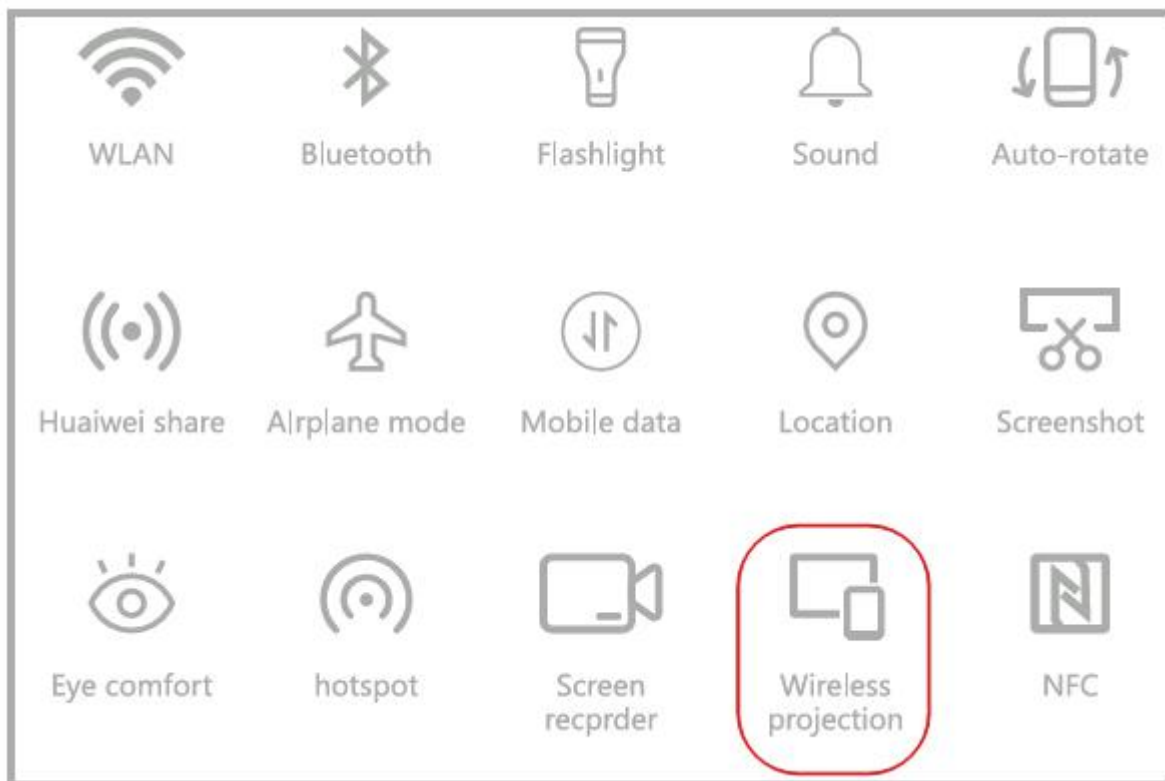 WLAN
Bluetooth
Flashlight
Sound
Auto-rotate
Huaiwei share
AIrplane mode
Mobile data
Location
Screenshot
Eye comfort
hotspot
Screen
recprder
Wireless
projection
NFC